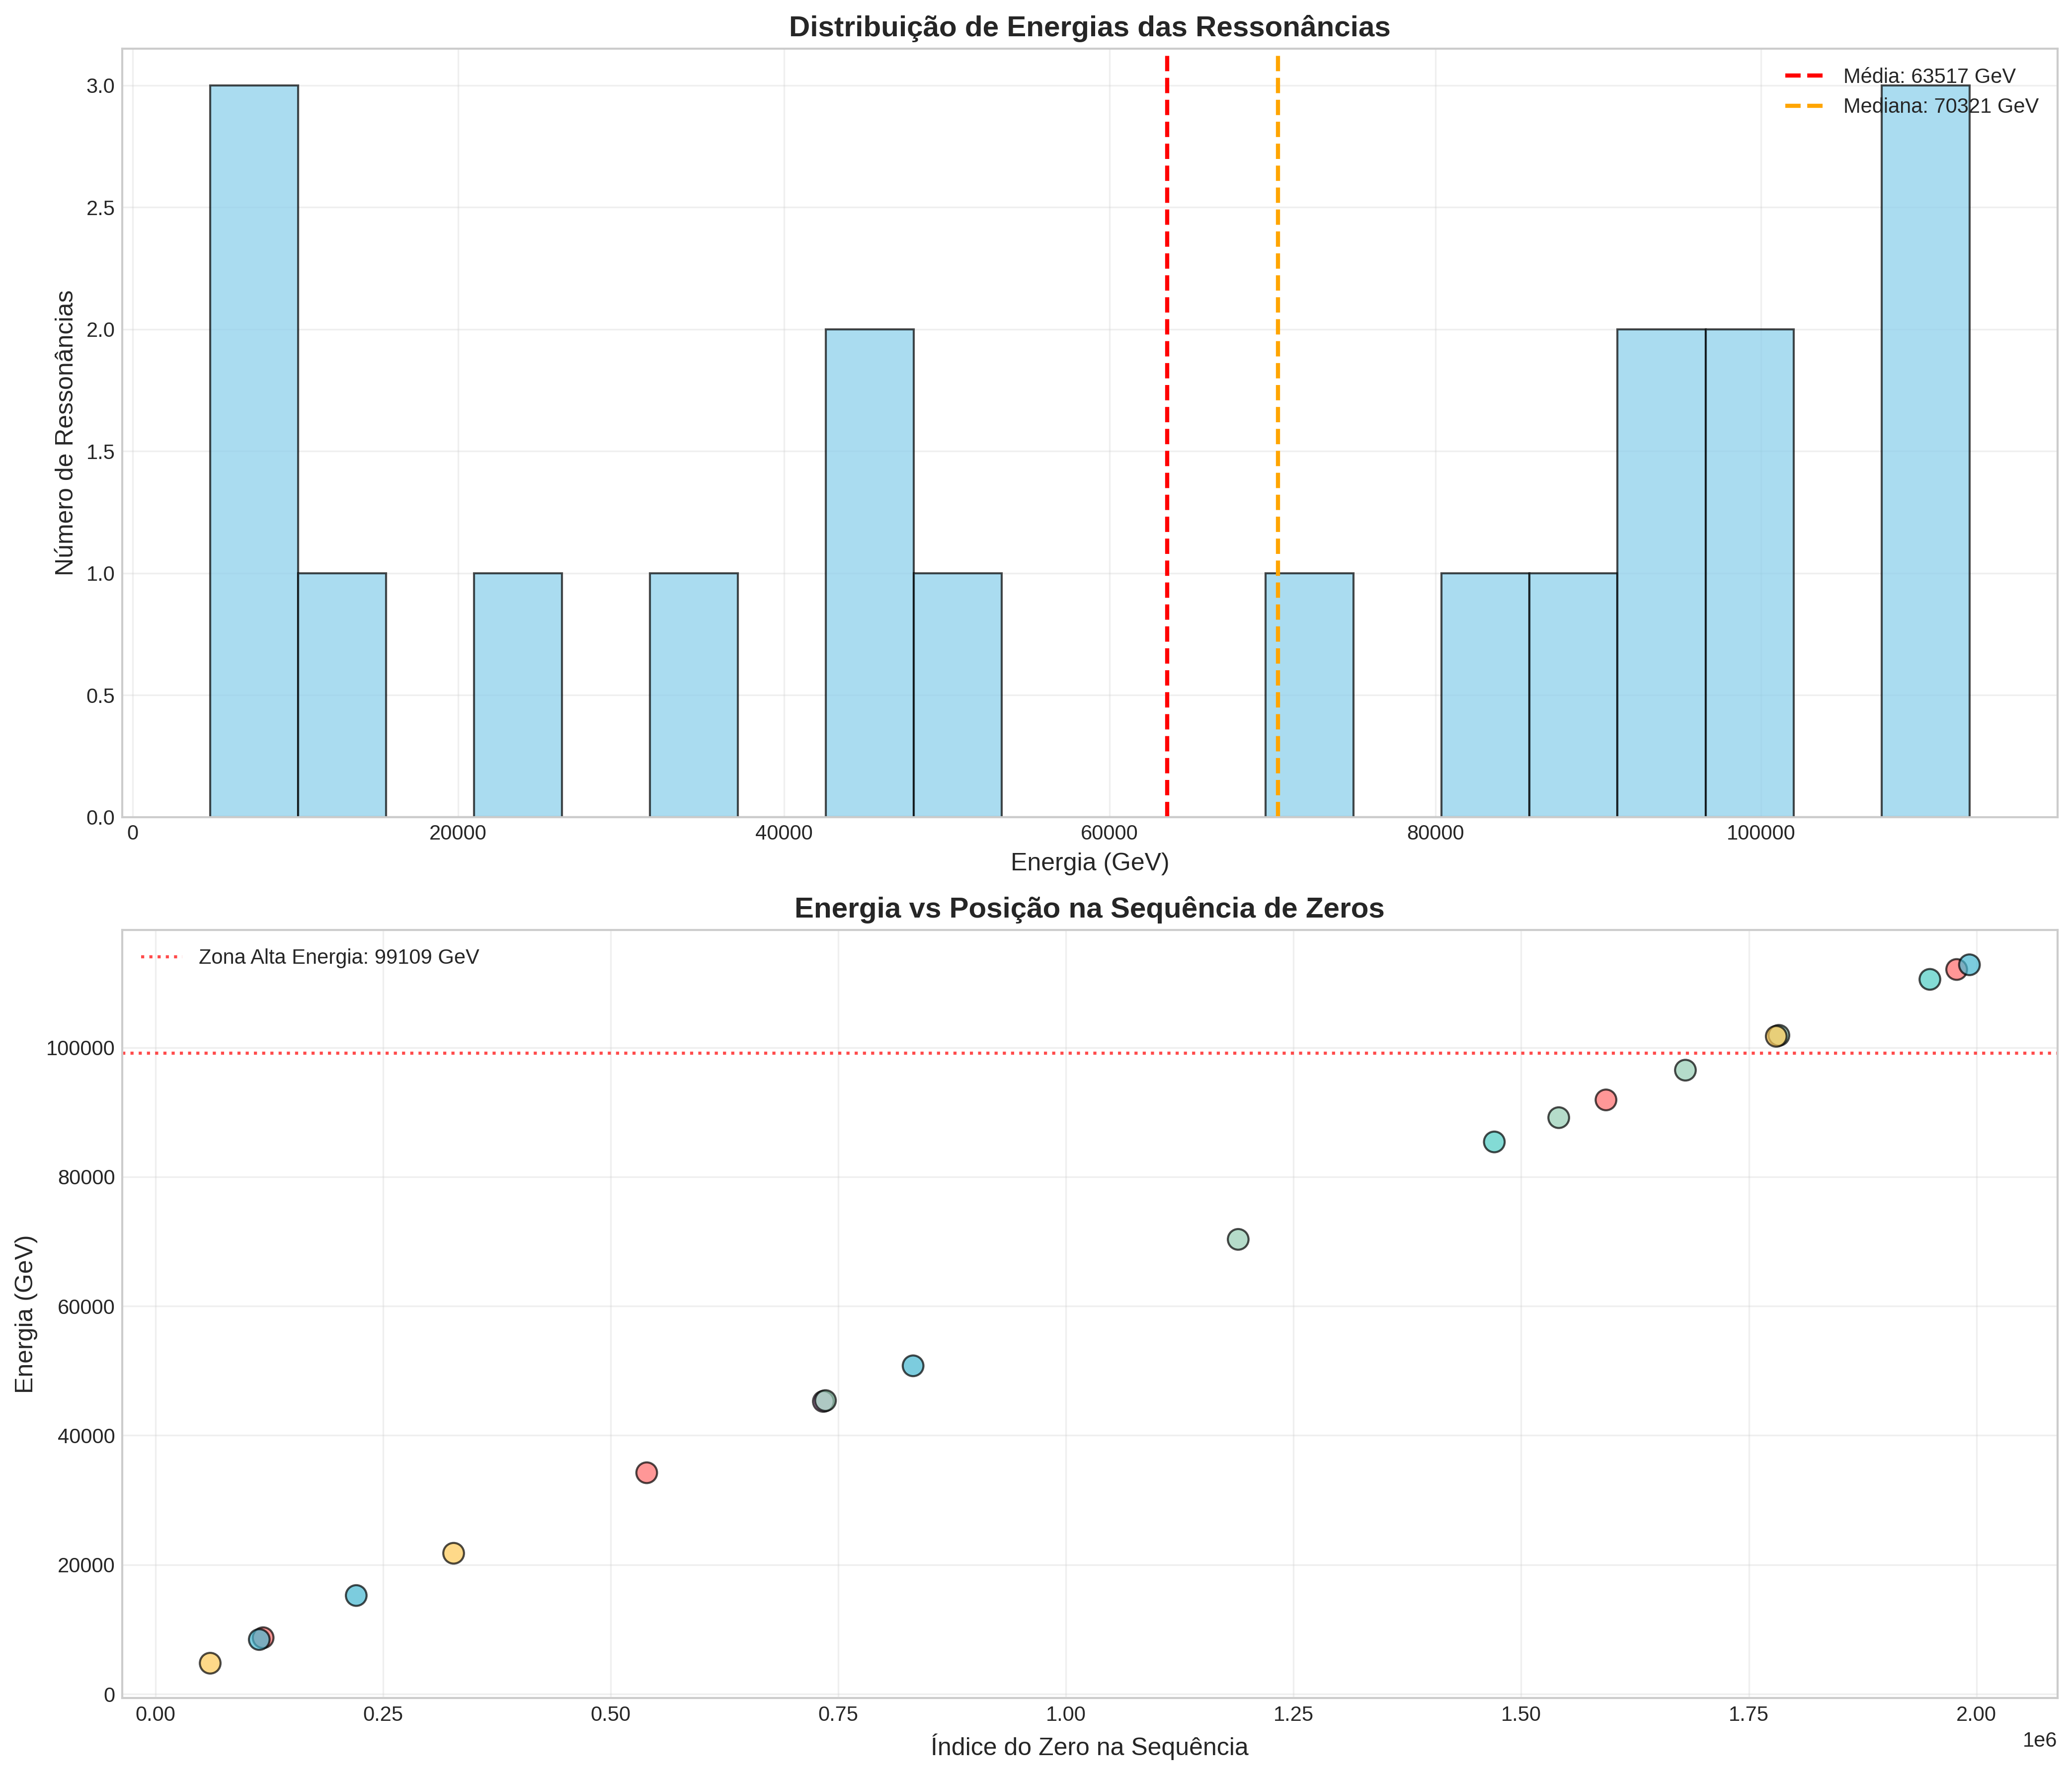 Distribuição de Energias das Ressonâncias
Média: 63517 GeV
Mediana: 70321 GeV
Número de Ressonâncias
3.0
2.5
2.0
1.5
1.0
0.5
0.0
0 20000 40000 60000 80000 100000
Energia (GeV)
Energia vs Posição na Sequência de Zeros
Zona Alta Energia: 99109 GeV
Energia (GeV)
100000
80000
60000
40000
20000
0
0.00 0.25 0.50 0.75 1.00 1.25 1.50 1.75 2.00
1e6
Índice do Zero na Sequência